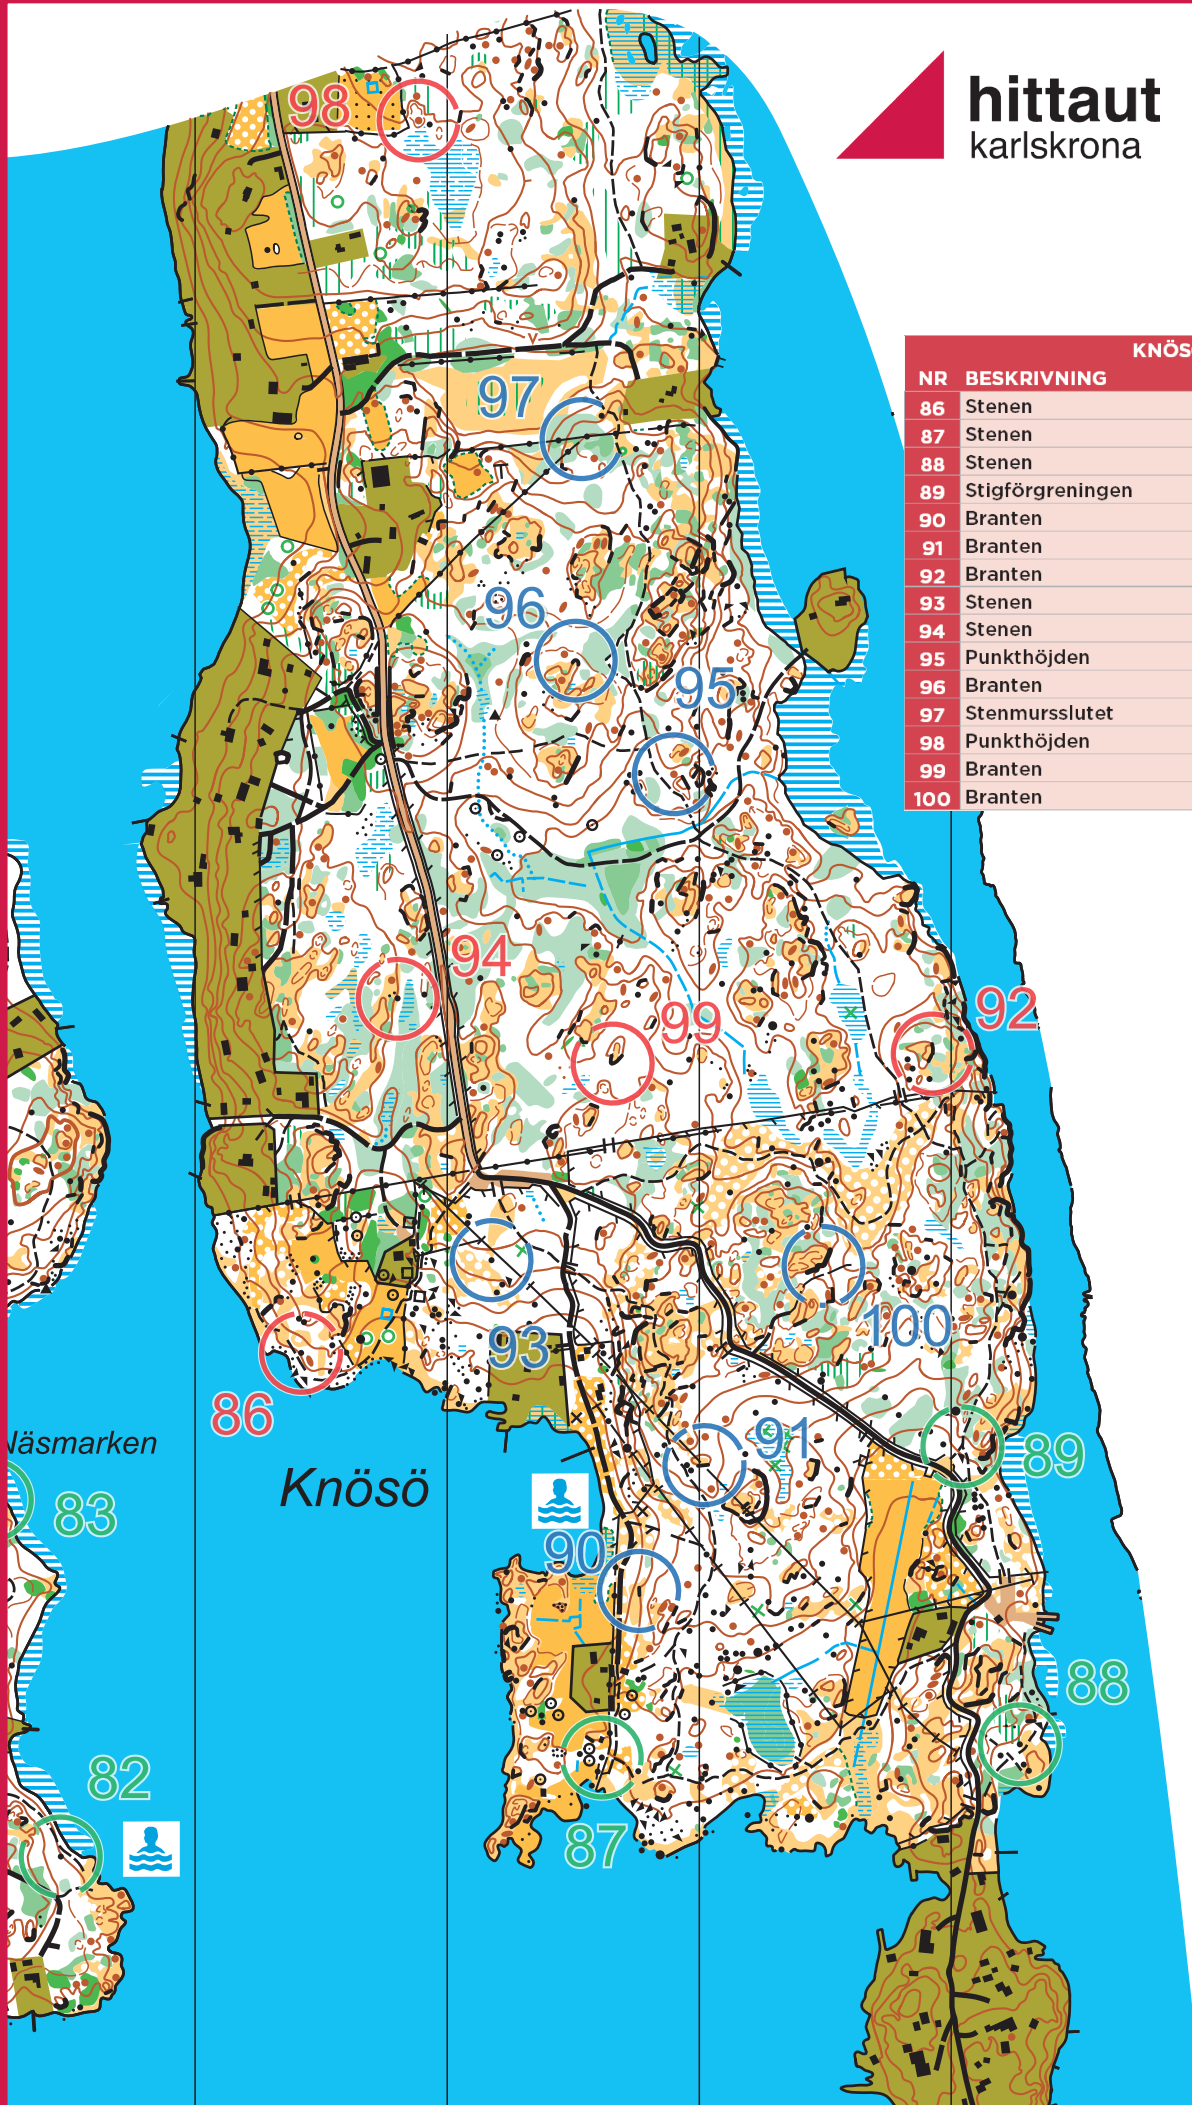 98
hittaut
karlskrona
KNÖS
NR BESKRIVNING
86 Stenen
87 Stenen
88 Stenen
89 Stigförgreningen
90 Branten
91 Branten
92 Branten
93 Stenen
94 Stenen
95 Punkthöjden
96 Branten
97 Stenmursslutet
98 Punkthöjden
99 Branten
100 Branten
97
96
95
94
99
92
93
100
86
91
89
Näsmarken
Knösö
83
90
88
82
87